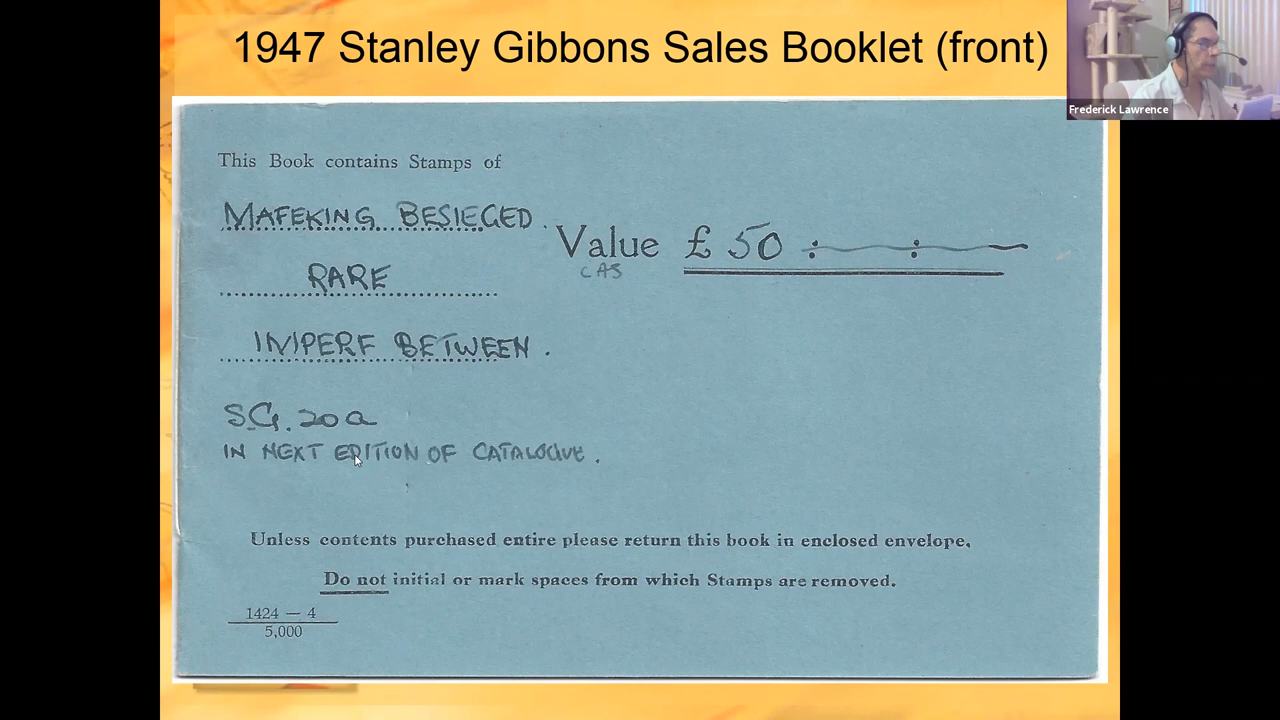 1947 Stanley Gibbons Sales Booklet (front)
Frederick Lawrence
This Book contains Stamps of
MAFEKING BESIEGED.
Value £ 50 ÷ ÷
CAS
RARE
IMPERF BETWEEN.
SG. 20a
IN NEXT EDITION OF CATALOGUE.
Unless contents purchased entire please return this book in enclosed envelope.
Do not initial or mark spaces from which Stamps are removed.
1424 — 4
5,000